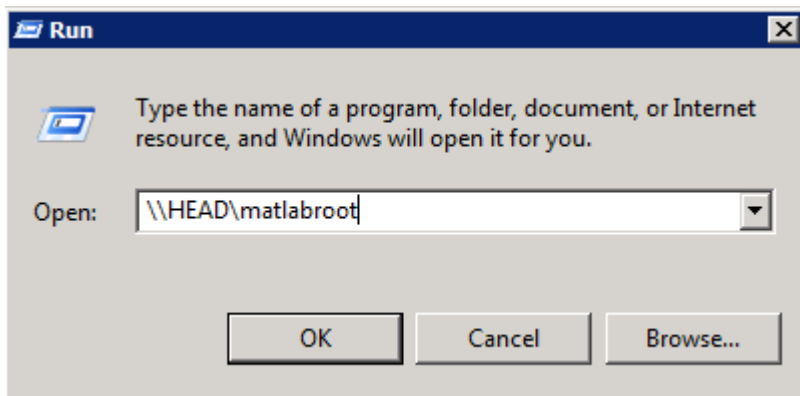 Run
Type the name of a program, folder, document, or Internet
resource, and Windows will open it for you.
Open: \\HEAD\matlabroot
OK Cancel Browse...